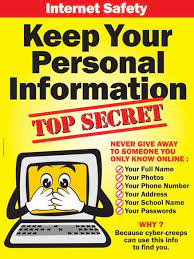 Internet Safety
Keep Your
Personal
Information
TOP SECRET
NEVER GIVE AWAY
TO SOMEONE YOU
ONLY KNOW ONLINE :
Your Full Name
Your Photos
Your Phone Number
Your Address
Your School Name
Your Passwords
WHY ?
Because cyber-creeps
can use this info
to find you.